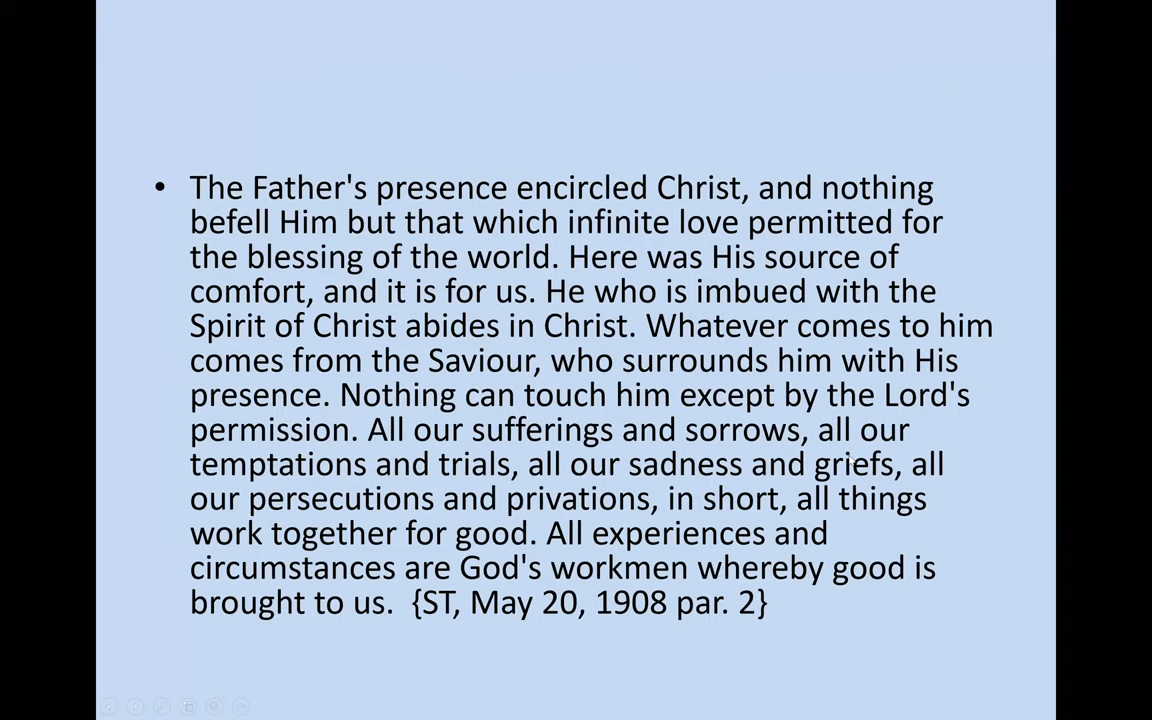 • The Father's presence encircled Christ, and nothing
befell Him but that which infinite love permitted for
the blessing of the world. Here was His source of
comfort, and it is for us. He who is imbued with the
Spirit of Christ abides in Christ. Whatever comes to him
comes from the Saviour, who surrounds him with His
presence. Nothing can touch him except by the Lord's
permission. All our sufferings and sorrows, all our
temptations and trials, all our sadness and griefs, all
our persecutions and privations, in short, all things
work together for good. All experiences and
circumstances are God's workmen whereby good is
brought to us.  {ST, May 20, 1908 par. 2}